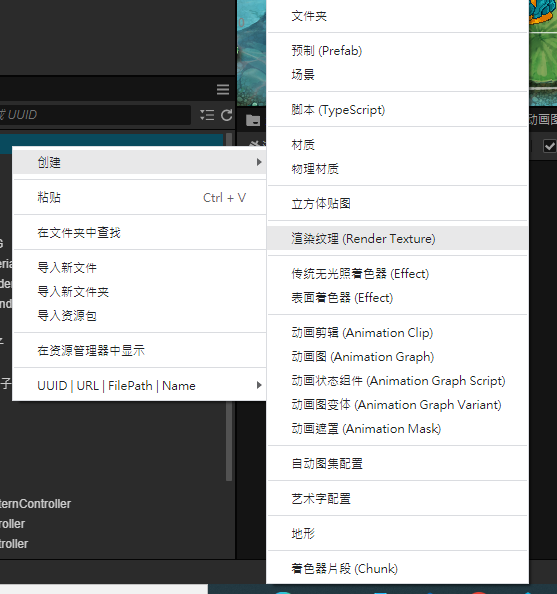 UUID
创建
粘贴
Ctrl + V
在文件夹中查找
导入新文件
导入新文件夹
导入资源包
在资源管理器中显示
UUID | URL | FilePath | Name
文件夹
预制 (Prefab)
场景
脚本 (TypeScript)
材质
物理材质
立方体贴图
渲染纹理 (Render Texture)
传统无光照着色器 (Effect)
表面着色器 (Effect)
动画剪辑 (Animation Clip)
动画图 (Animation Graph)
动画状态组件 (Animation Graph Script)
动画图变体 (Animation Graph Variant)
动画遮罩 (Animation Mask)
自动图集配置
艺术字配置
地形
着色器片段 (Chunk)
动画图
子
ternController
roller
troller